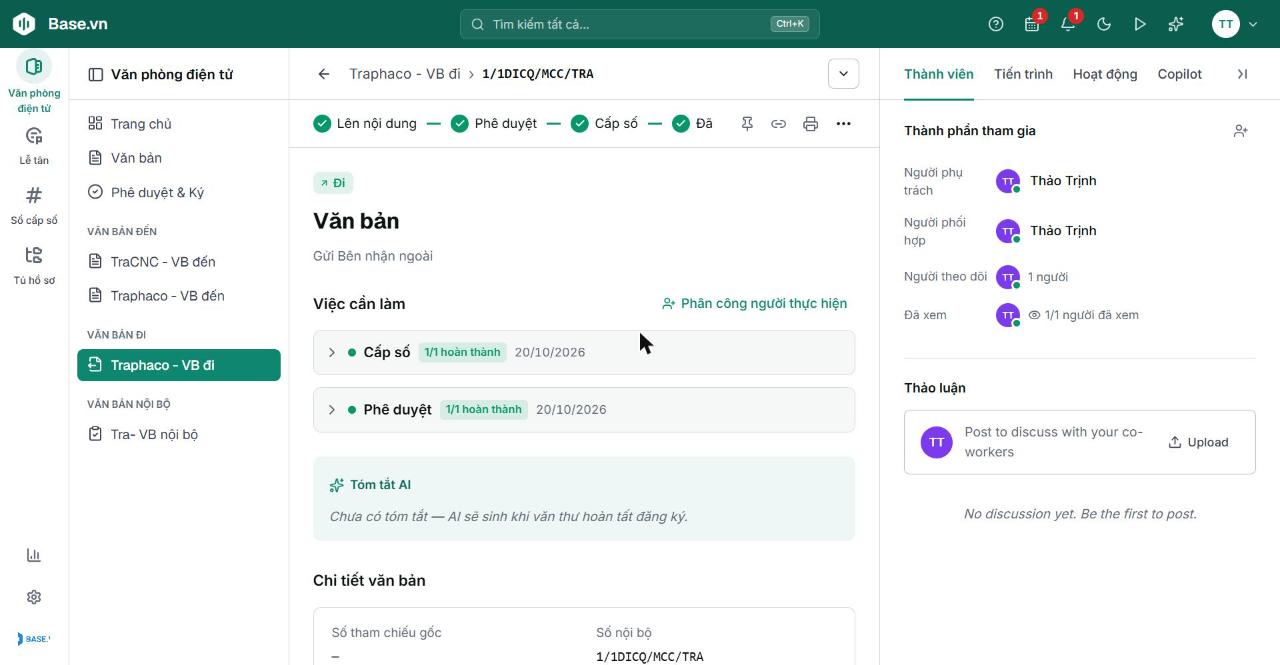 Base.vn
Tìm kiếm tất cả...
Ctrl+K
1
1
TT
Văn phòng
điện tử
Lễ tân
Sổ cấp số
Tủ hồ sơ
BASE.
Văn phòng điện tử
Trang chủ
Văn bản
Phê duyệt & Ký
VĂN BẢN ĐẾN
TraCNC - VB đến
Traphaco - VB đến
VĂN BẢN ĐI
Traphaco - VB đi
VĂN BẢN NỘI BỘ
Tra- VB nội bộ
Traphaco - VB đi › 1/1DICQ/MCC/TRA
Lên nội dung — Phê duyệt — Cấp số — Đã
Đi
Văn bản
Gửi Bên nhận ngoài
Việc cần làm
Phân công người thực hiện
Cấp số 1/1 hoàn thành 20/10/2026
Phê duyệt 1/1 hoàn thành 20/10/2026
Tóm tắt AI
Chưa có tóm tắt — AI sẽ sinh khi văn thư hoàn tất đăng ký.
Chi tiết văn bản
Số tham chiếu gốc
—
Số nội bộ
1/1DICQ/MCC/TRA
Thành viên Tiến trình Hoạt động Copilot
Thành phần tham gia
Người phụ
trách
TT Thảo Trịnh
Người phối
hợp
TT Thảo Trịnh
Người theo dõi TT 1 người
Đã xem TT 1/1 người đã xem
Thảo luận
TT
Post to discuss with your co-
workers
Upload
No discussion yet. Be the first to post.